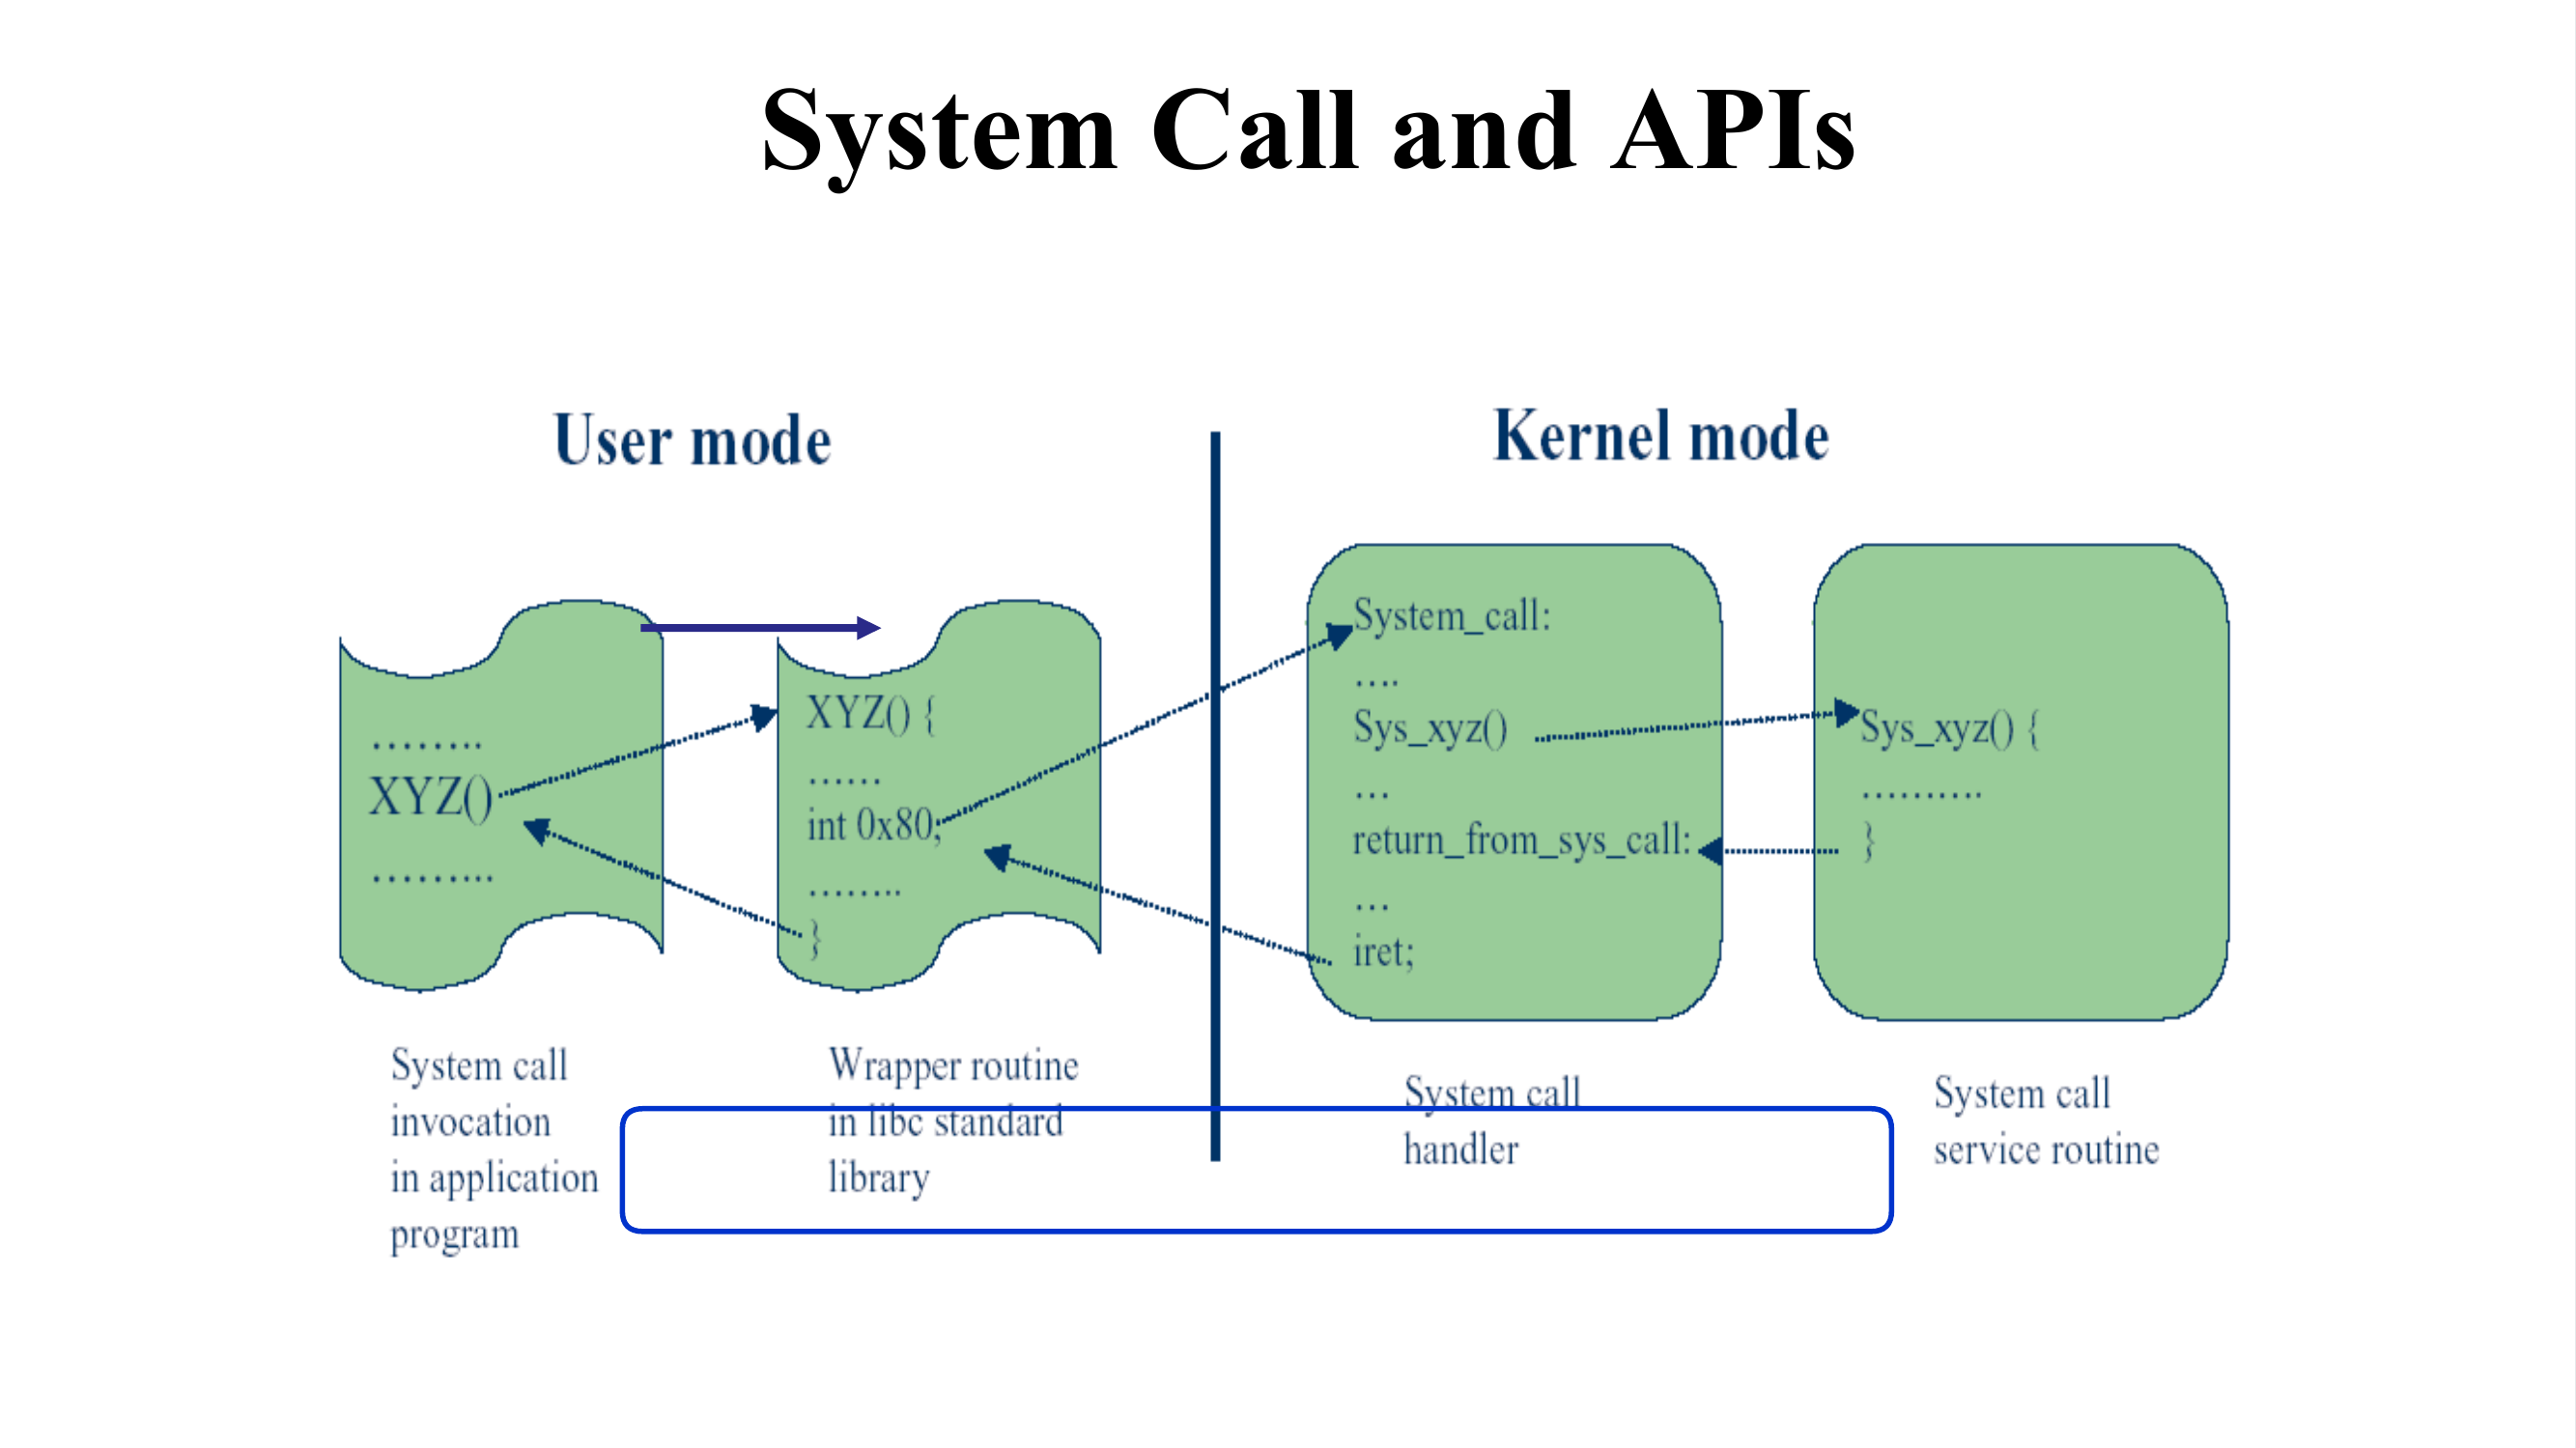 System Call and APIs
User mode
Kernel mode
........
XYZ()
.........
XYZ() {
......
int 0x80;
........
}
System_call:
....
Sys_xyz()
...
return_from_sys_call:
...
iret;
Sys_xyz() {
..........
}
System call
invocation
in application
program
Wrapper routine
in libc standard
library
System call
handler
System call
service routine